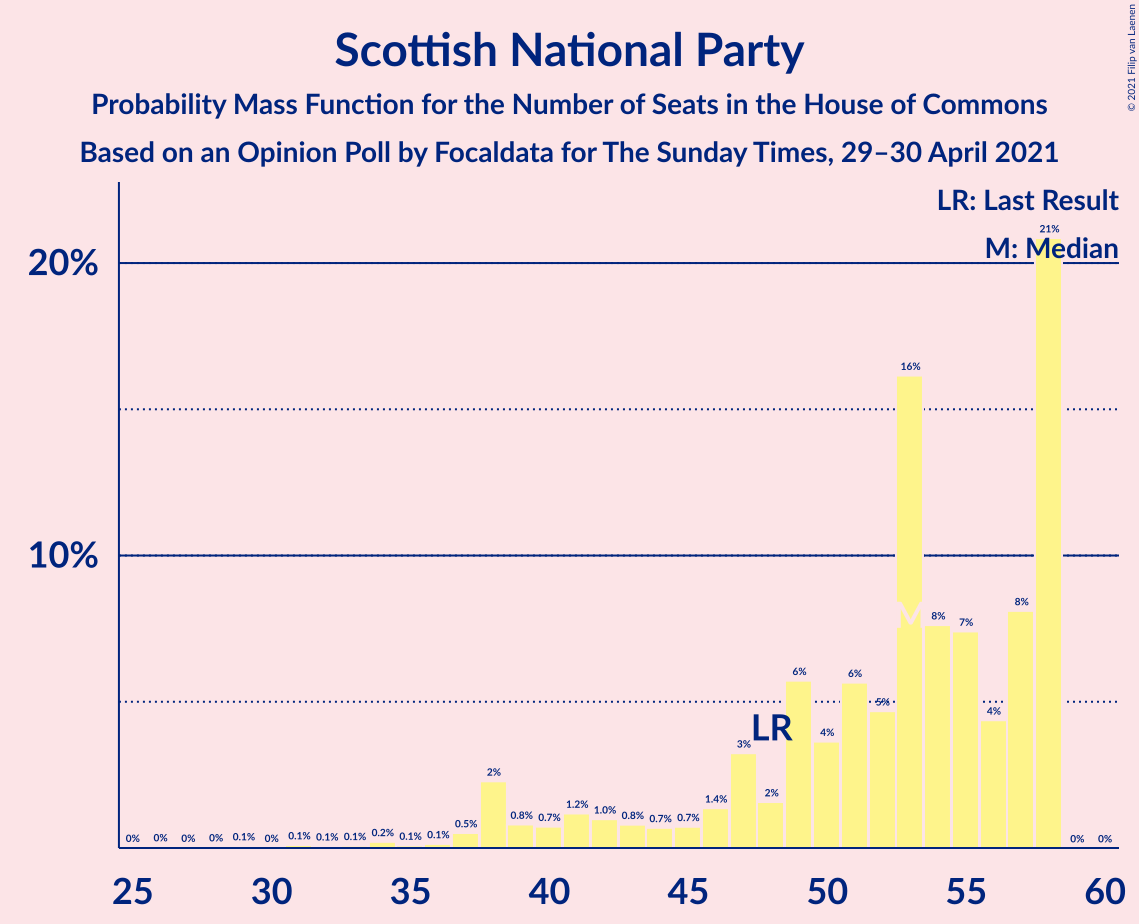 Scottish National Party
Probability Mass Function for the Number of Seats in the House of Commons
Based on an Opinion Poll by Focaldata for The Sunday Times, 29–30 April 2021
© 2021 Filip van Laenen
LR: Last Result
M: Median
20%
10%
0% 0% 0% 0% 0.1% 0% 0.1% 0.1% 0.1% 0.2% 0.1% 0.1% 0.5% 2% 0.8% 0.7% 1.2% 1.0% 0.8% 0.7% 0.7% 1.4% 3% 2% 6% 4% 6% 5% 16% 8% 7% 4% 8% 21% 0% 0%
LR
25 30 35 40 45 50 55 60